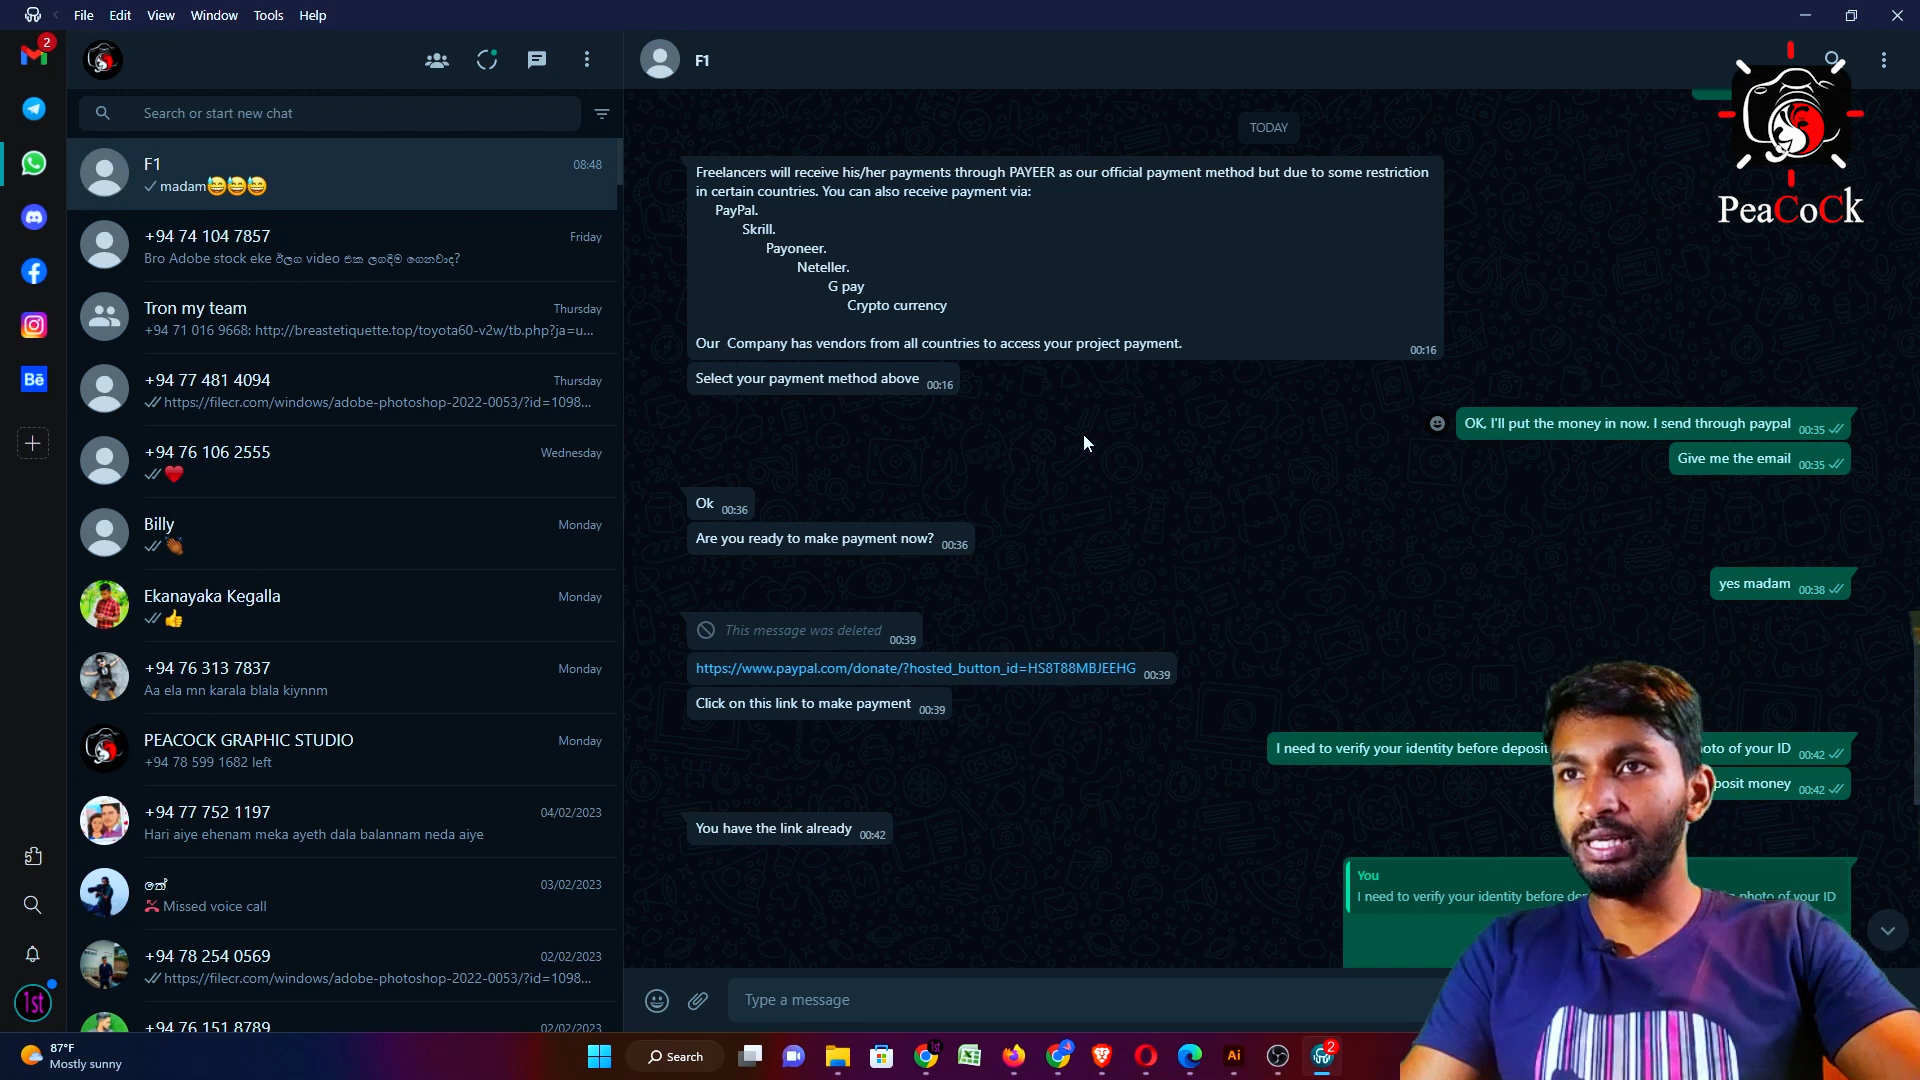 File Edit View Window Tools Help
2
Search or start new chat
F1 08:48
madam😅😅😅
+94 74 104 7857 Friday
Bro Adobe stock eke ඊලග video එක ලගදිම ගෙනවාද?
Tron my team Thursday
+94 71 016 9668: http://breastetiquette.top/toyota60-v2w/tb.php?ja=u...
+94 77 481 4094 Thursday
https://filecr.com/windows/adobe-photoshop-2022-0053/?id=1098...
+94 76 106 2555 Wednesday
Billy Monday
Ekanayaka Kegalla Monday
+94 76 313 7837 Monday
Aa ela mn karala blala kiynnm
PEACOCK GRAPHIC STUDIO Monday
+94 78 599 1682 left
+94 77 752 1197 04/02/2023
Hari aiye ehenam meka ayeth dala balannam neda aiye
03/02/2023
Missed voice call
+94 78 254 0569 02/02/2023
https://filecr.com/windows/adobe-photoshop-2022-0053/?id=1098...
+94 76 151 8789 02/02/2023
Bē
1st
F1
PeaCoCk
TODAY
Freelancers will receive his/her payments through PAYEER as our official payment method but due to some restriction
in certain countries. You can also receive payment via:
PayPal.
Skrill.
Payoneer.
Neteller.
G pay
Crypto currency
Our Company has vendors from all countries to access your project payment.
00:16
Select your payment method above 00:16
OK, I'll put the money in now. I send through paypal 00:35
Give me the email 00:35
Ok 00:36
Are you ready to make payment now? 00:36
yes madam 00:38
This message was deleted 00:39
https://www.paypal.com/donate/?hosted_button_id=HS8T88MBJEEHG 00:39
Click on this link to make payment 00:39
I need to verify your identity before deposit oto of your ID 00:42
posit money 00:42
You have the link already 00:42
You
I need to verify your identity before de photo of your ID
Type a message
87°F
Mostly sunny
Search
1st
Ai
2